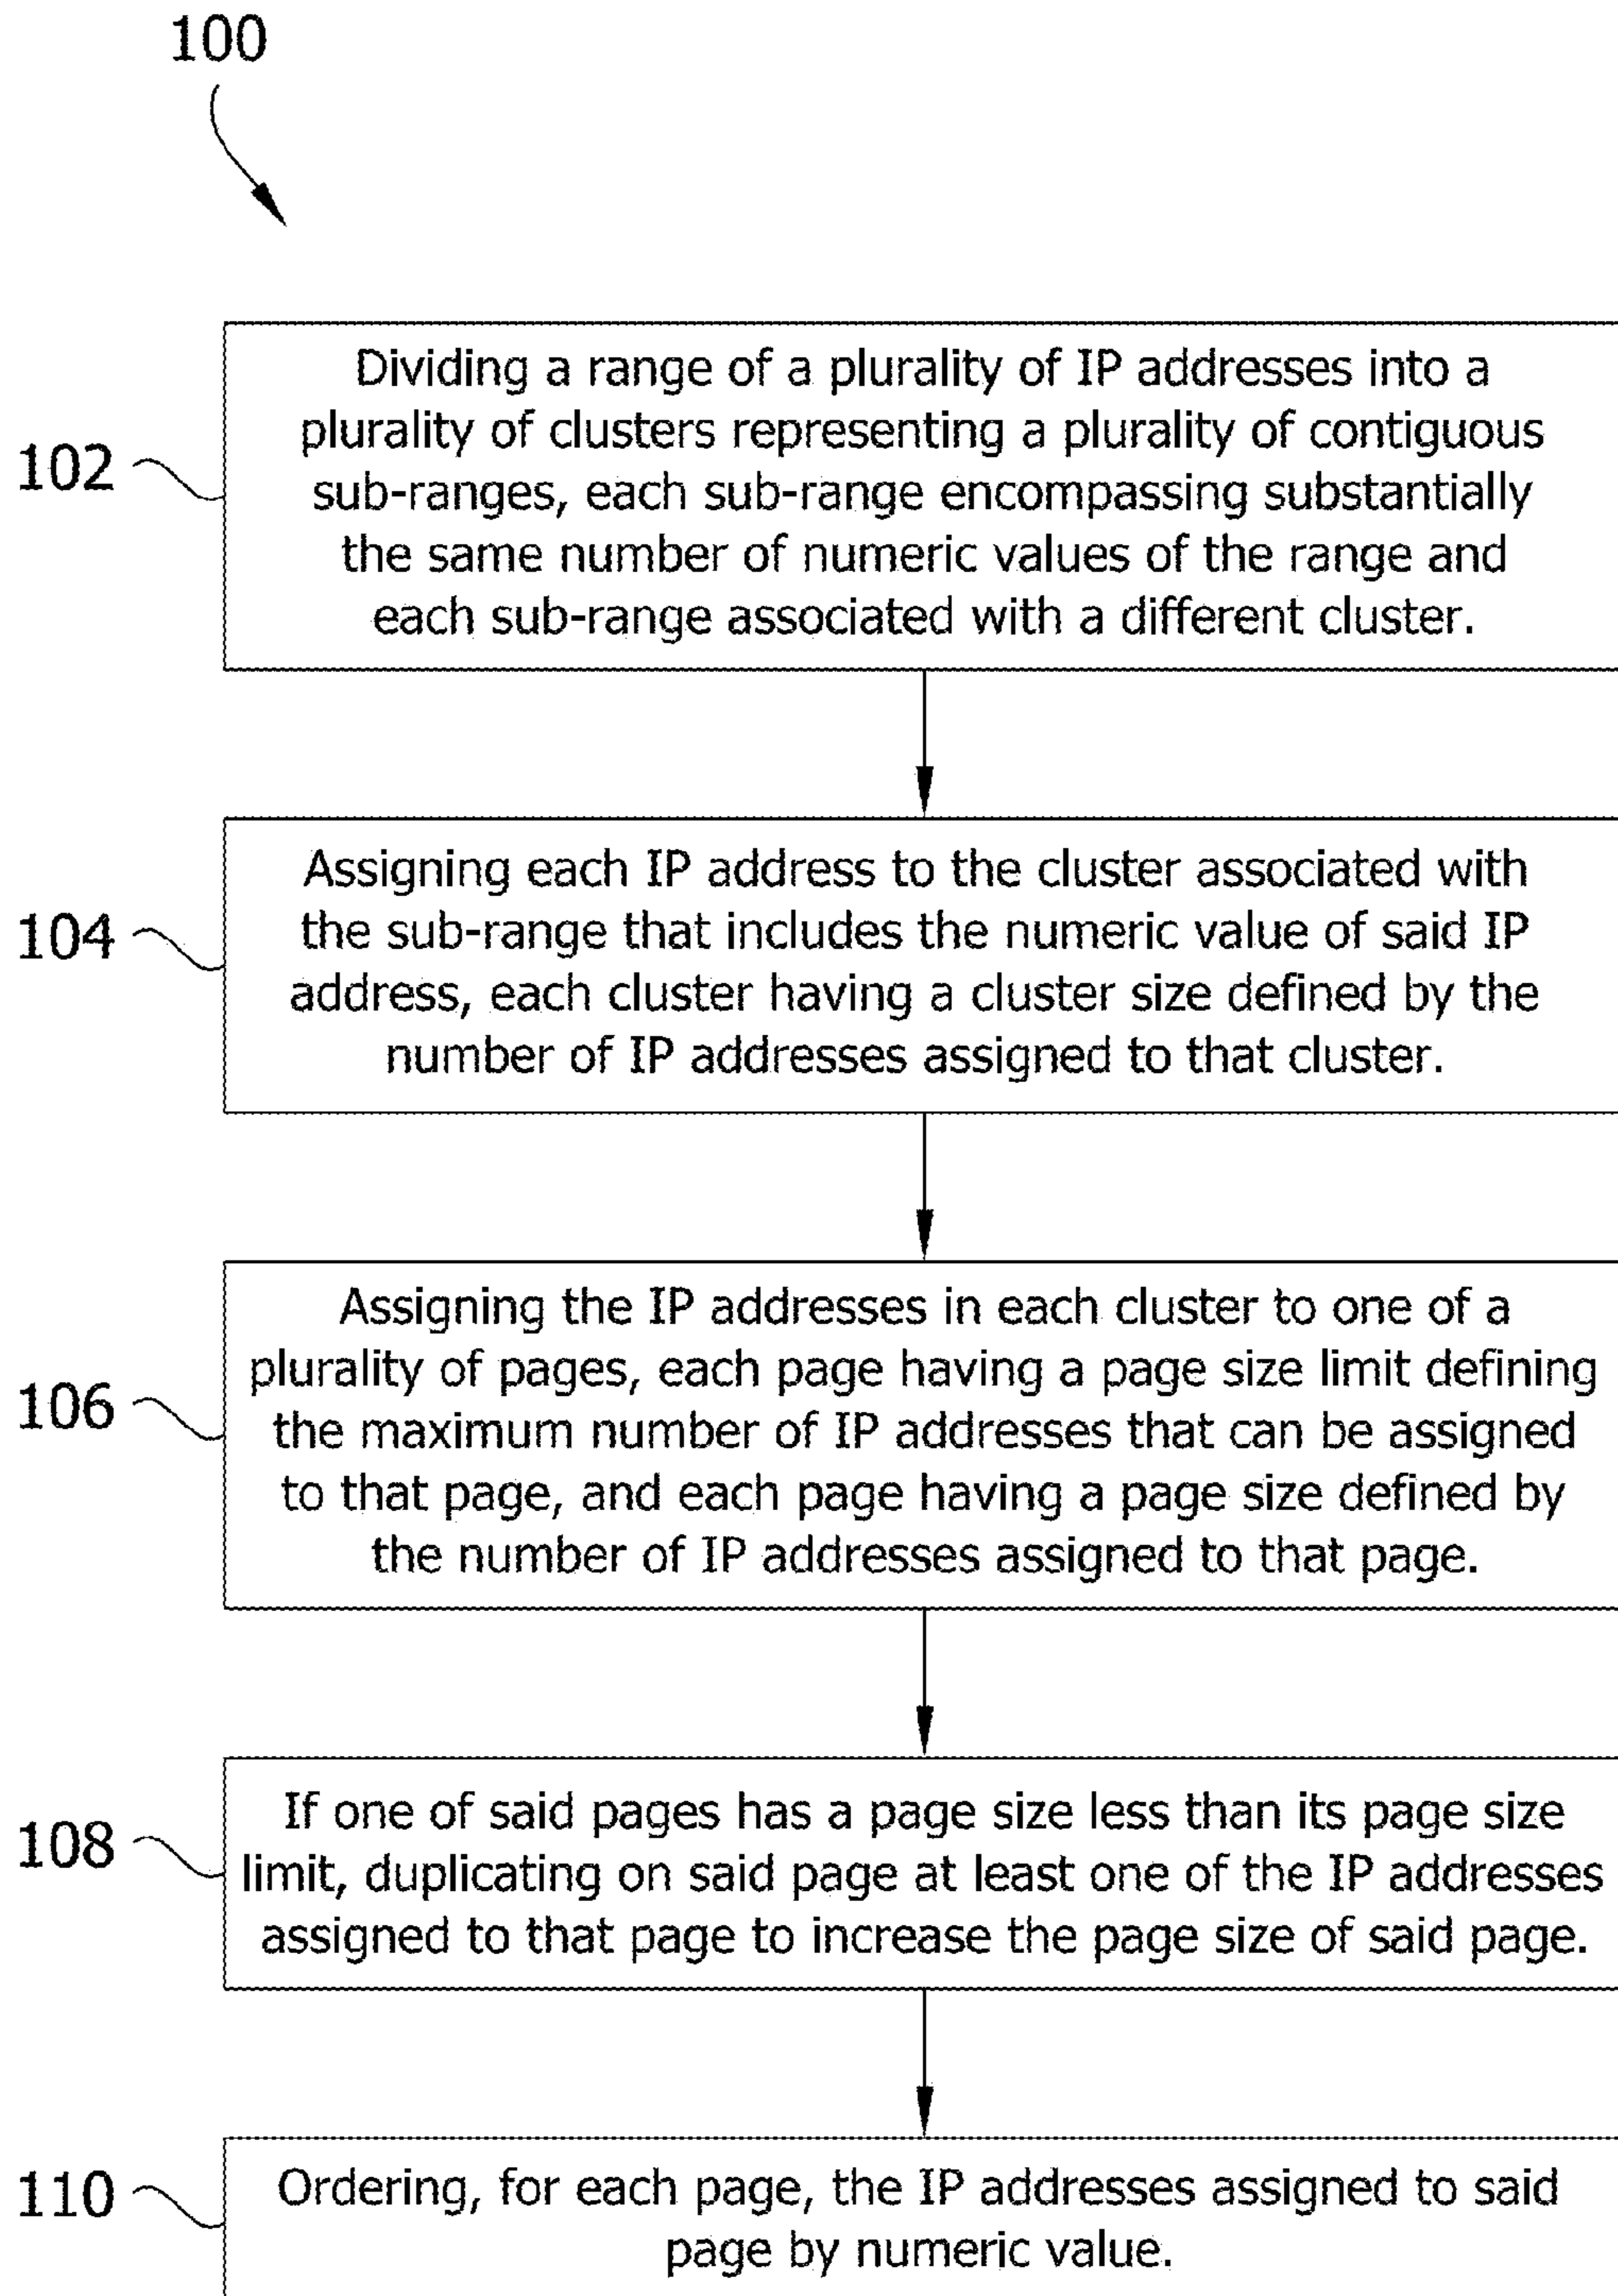 100
Dividing a range of a plurality of IP addresses into a
plurality of clusters representing a plurality of contiguous
102
sub-ranges, each sub-range encompassing substantially
the same number of numeric values of the range and
each sub-range associated with a different cluster.
Assigning each IP address to the cluster associated with
104
the sub-range that includes the numeric value of said IP
address, each cluster having a cluster size defined by the
number of IP addresses assigned to that cluster.
Assigning the IP addresses in each cluster to one of a
plurality of pages, each page having a page size limit defining
106
the maximum number of IP addresses that can be assigned
to that page, and each page having a page size defined by
the number of IP addresses assigned to that page.
If one of said pages has a page size less than its page size
108
limit, duplicating on said page at least one of the IP addresses
assigned to that page to increase the page size of said page.
110
Ordering, for each page, the IP addresses assigned to said
page by numeric value.